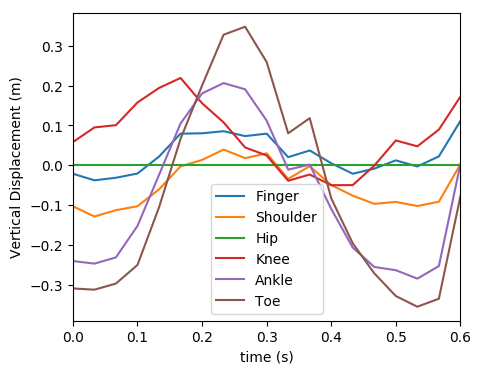 Vertical Displacement (m)
0.3
0.2
0.1
0.0
−0.1
−0.2
−0.3
Finger
Shoulder
Hip
Knee
Ankle
Toe
0.0 0.1 0.2 0.3 0.4 0.5 0.6
time (s)